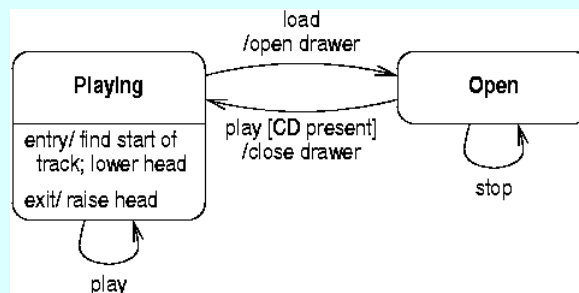 load
/open drawer
Playing
Open
play [CD present]
/close drawer
entry/ find start of
track; lower head
exit/ raise head
stop
play